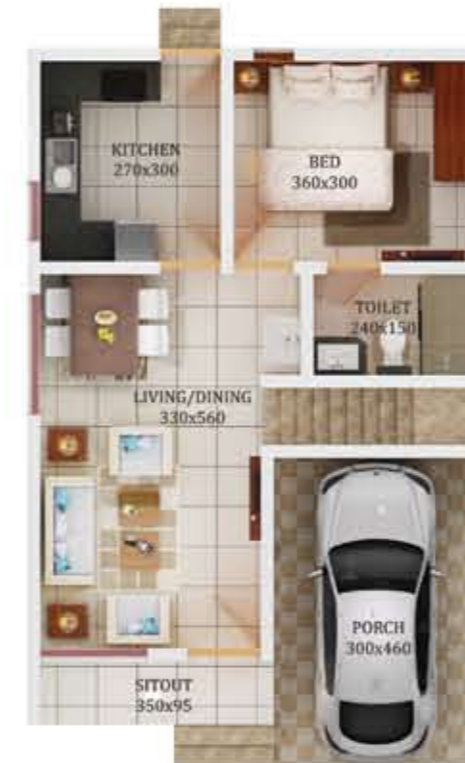 KITCHEN
270x300
BED
360x300
TOILET
240x150
LIVING/DINING
330x560
PORCH
300x460
SITOUT
350x95